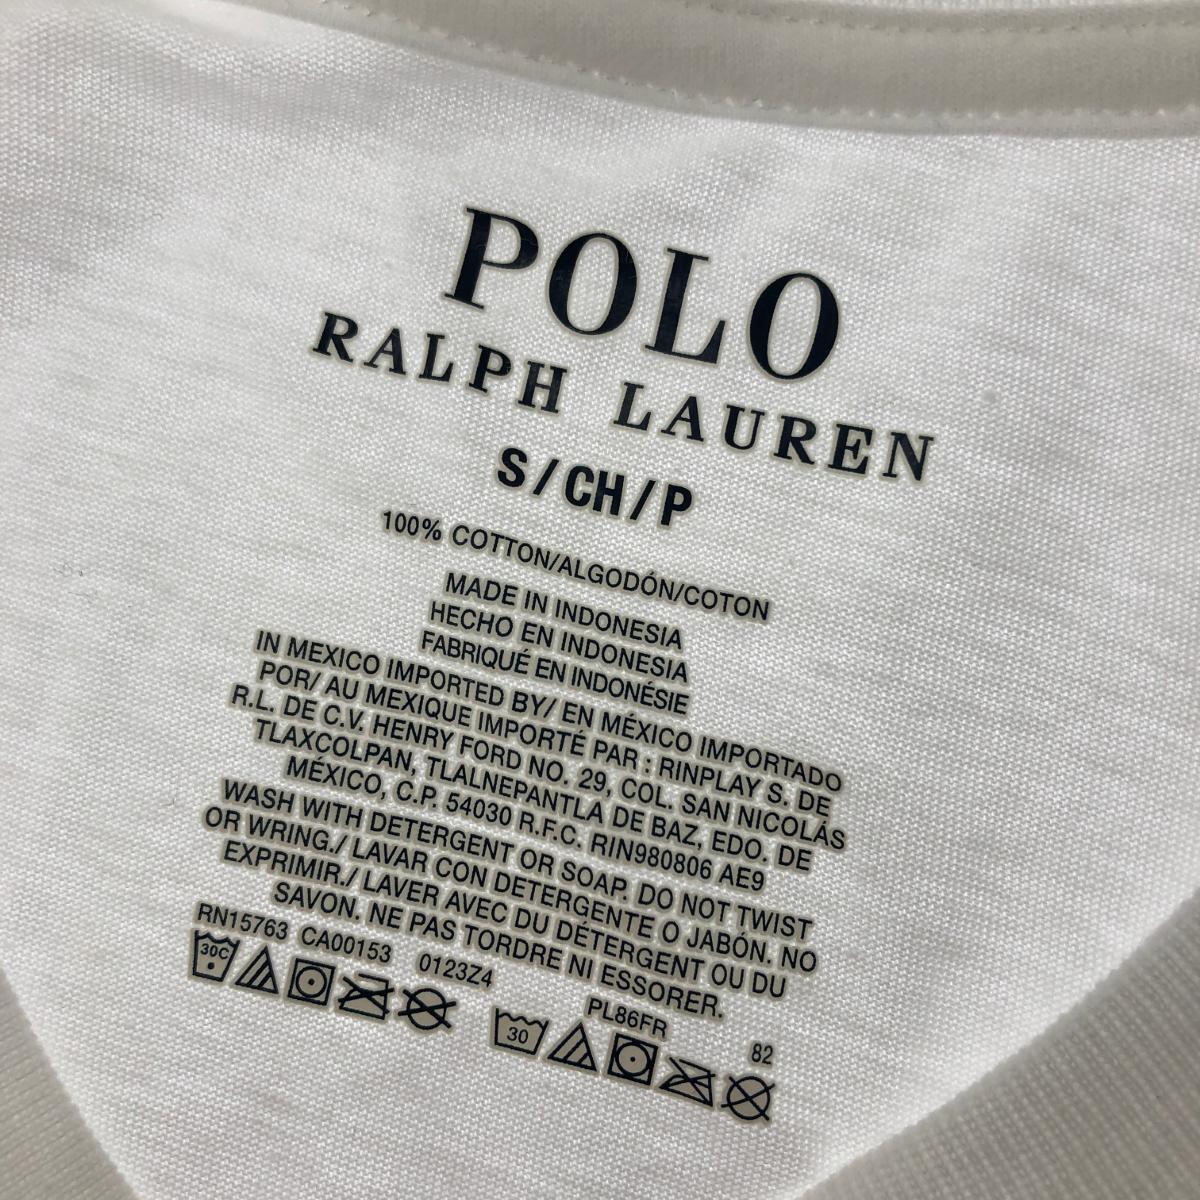 POLO
RALPH LAUREN
S/CH/P
100% COTTON/ALGODÓN/COTON
MADE IN INDONESIA
HECHO EN INDONESIA
FABRIQUÉ EN INDONÉSIE
IN MEXICO IMPORTED BY/ EN MÉXICO IMPORTADO
POR/ AU MEXIQUE IMPORTÉ PAR : RINPLAY S. DE
R.L. DE C.V. HENRY FORD NO. 29, COL. SAN NICOLÁS
TLAXCOLPAN, TLALNEPANTLA DE BAZ, EDO. DE
MÉXICO, C.P. 54030 R.F.C. RIN980806 AE9
WASH WITH DETERGENT OR SOAP. DO NOT TWIST
OR WRING./ LAVAR CON DETERGENTE O JABÓN. NO
EXPRIMIR./ LAVER AVEC DU DÉTERGENT OU DU
SAVON. NE PAS TORDRE NI ESSORER.
RN15763 CA00153 0123Z4
PL86FR 82
30C
30